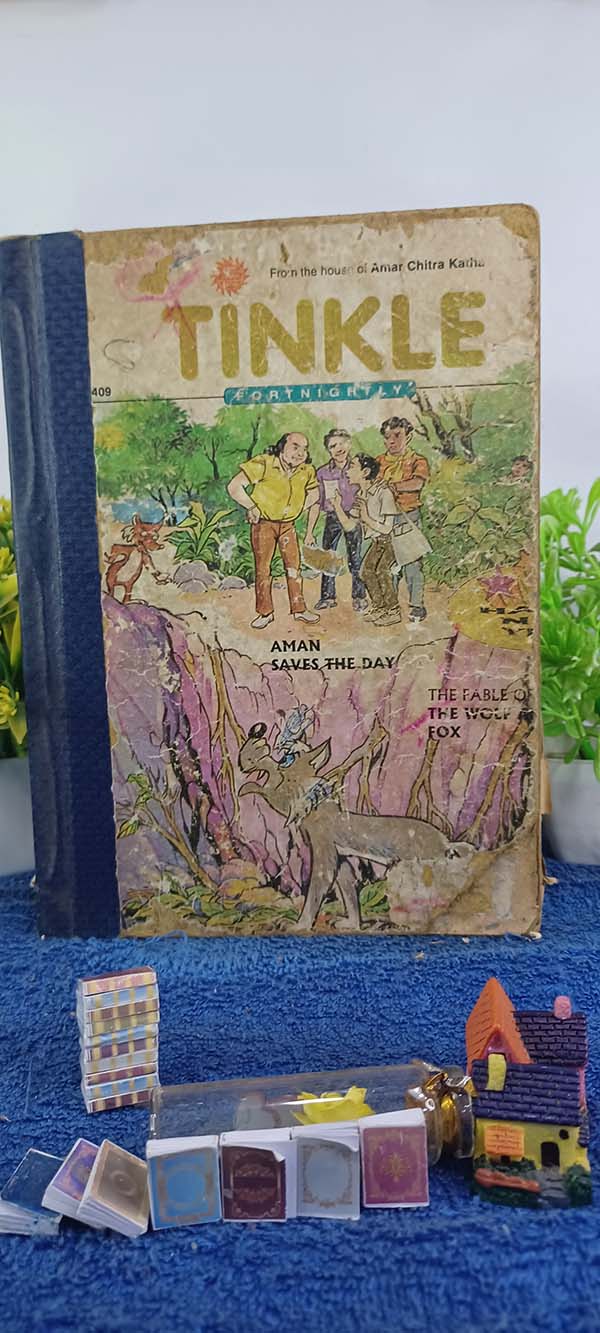 From the house of Amar Chitra Katha
TINKLE
409
FORTNIGHTLY
AMAN
SAVES THE DAY
THE FABLE OF
THE WOLF
FOX